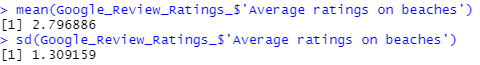 > mean(Google_Review_Ratings_$'Average ratings on beaches')
[1] 2.796886
> sd(Google_Review_Ratings_$'Average ratings on beaches')
[1] 1.309159